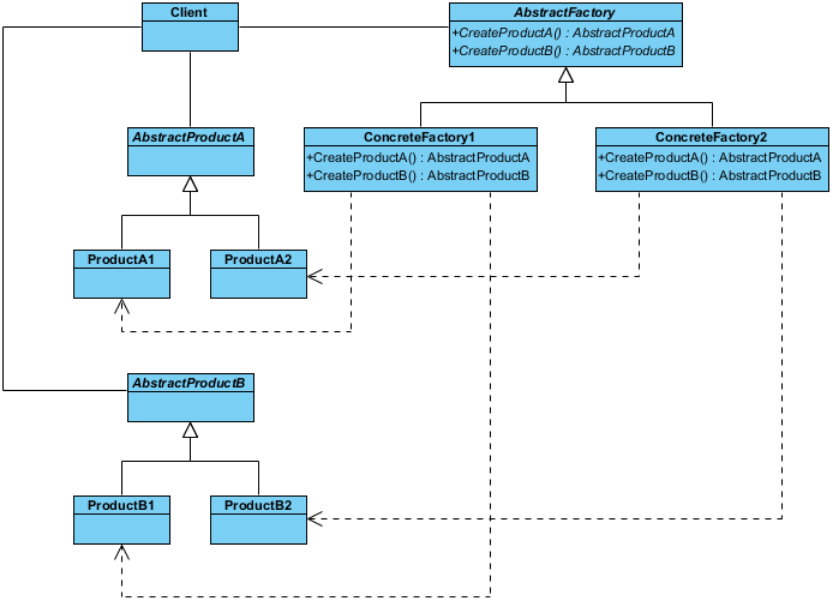 Client
AbstractFactory
+CreateProductA() : AbstractProductA
+CreateProductB() : AbstractProductB
AbstractProductA
ConcreteFactory1
+CreateProductA() : AbstractProductA
+CreateProductB() : AbstractProductB
ConcreteFactory2
+CreateProductA() : AbstractProductA
+CreateProductB() : AbstractProductB
ProductA1
ProductA2
AbstractProductB
ProductB1
ProductB2